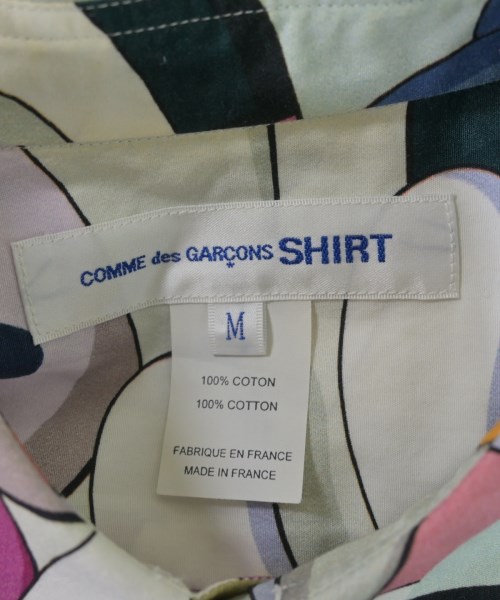 COMME des GARÇONS SHIRT
M
100% COTON
100% COTTON
FABRIQUE EN FRANCE
MADE IN FRANCE